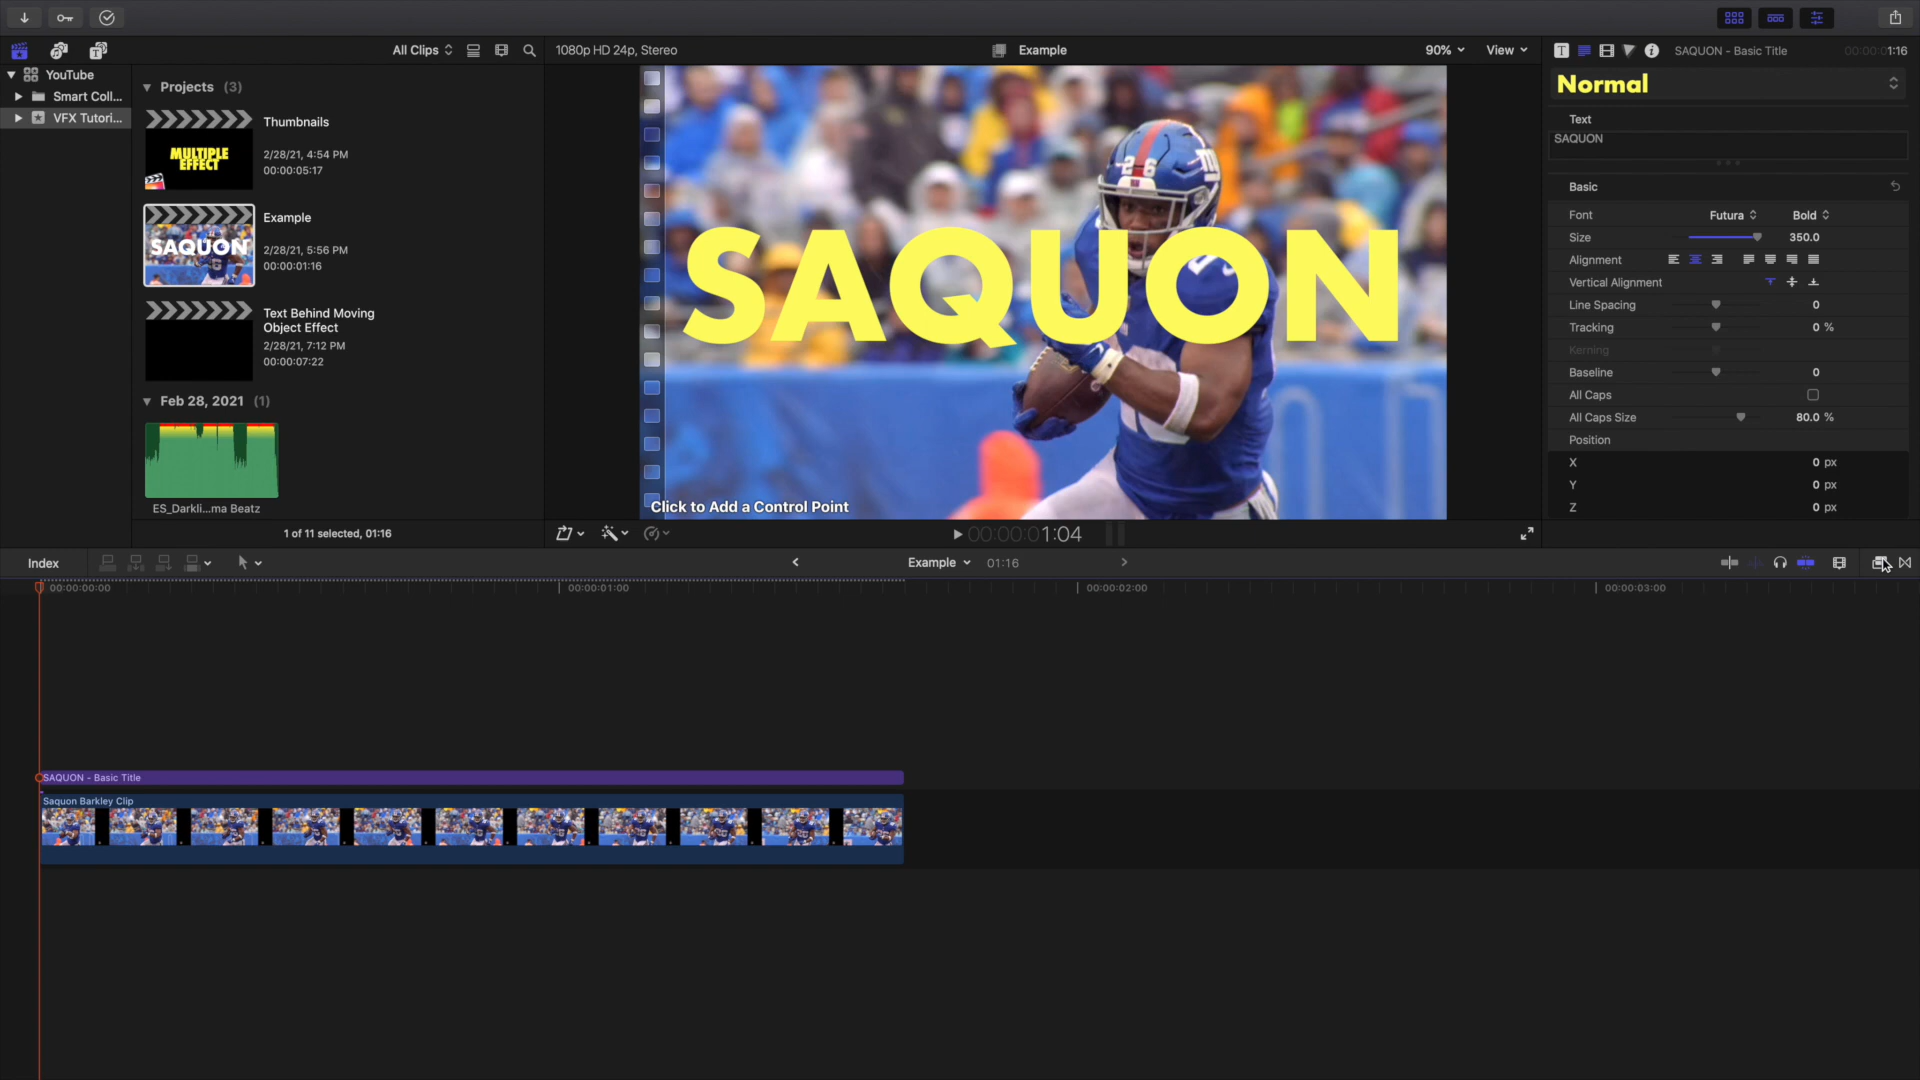 All Clips
1080p HD 24p, Stereo
Example
90%
View
SAQUON - Basic Title
00:00:01:16
YouTube
Smart Coll...
VFX Tutori...
Projects (3)
Thumbnails
2/28/21, 4:54 PM
00:00:05:17
MULTIPLE
EFFECT
Example
2/28/21, 5:56 PM
00:00:01:16
SAQUON
Text Behind Moving
Object Effect
2/28/21, 7:12 PM
00:00:07:22
Feb 28, 2021 (1)
ES_Darkli...ma Beatz
1 of 11 selected, 01:16
26
SAQUON
Click to Add a Control Point
00:00:00:01:04
Normal
Text
SAQUON
Basic
Font Futura Bold
Size 350.0
Alignment
Vertical Alignment
Line Spacing 0
Tracking 0 %
Kerning
Baseline 0
All Caps
All Caps Size 80.0 %
Position
X 0 px
Y 0 px
Z 0 px
Index
Example 01:16
00:00:00:00
00:00:01:00
00:00:02:00
00:00:03:00
SAQUON - Basic Title
Saquon Barkley Clip